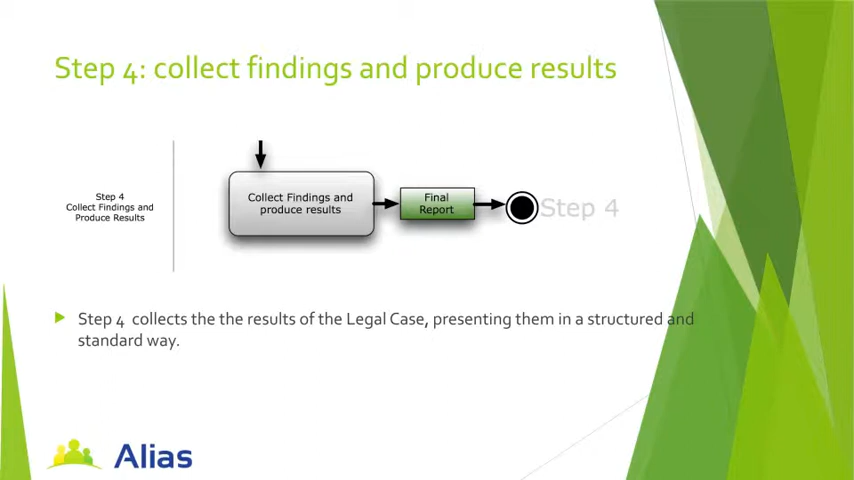 Step 4: collect findings and produce results
Step 4
Collect Findings and
Produce Results
Collect Findings and
produce results
Final
Report
Step 4
Step 4 collects the the results of the Legal Case, presenting them in a structured and
standard way.
Alias